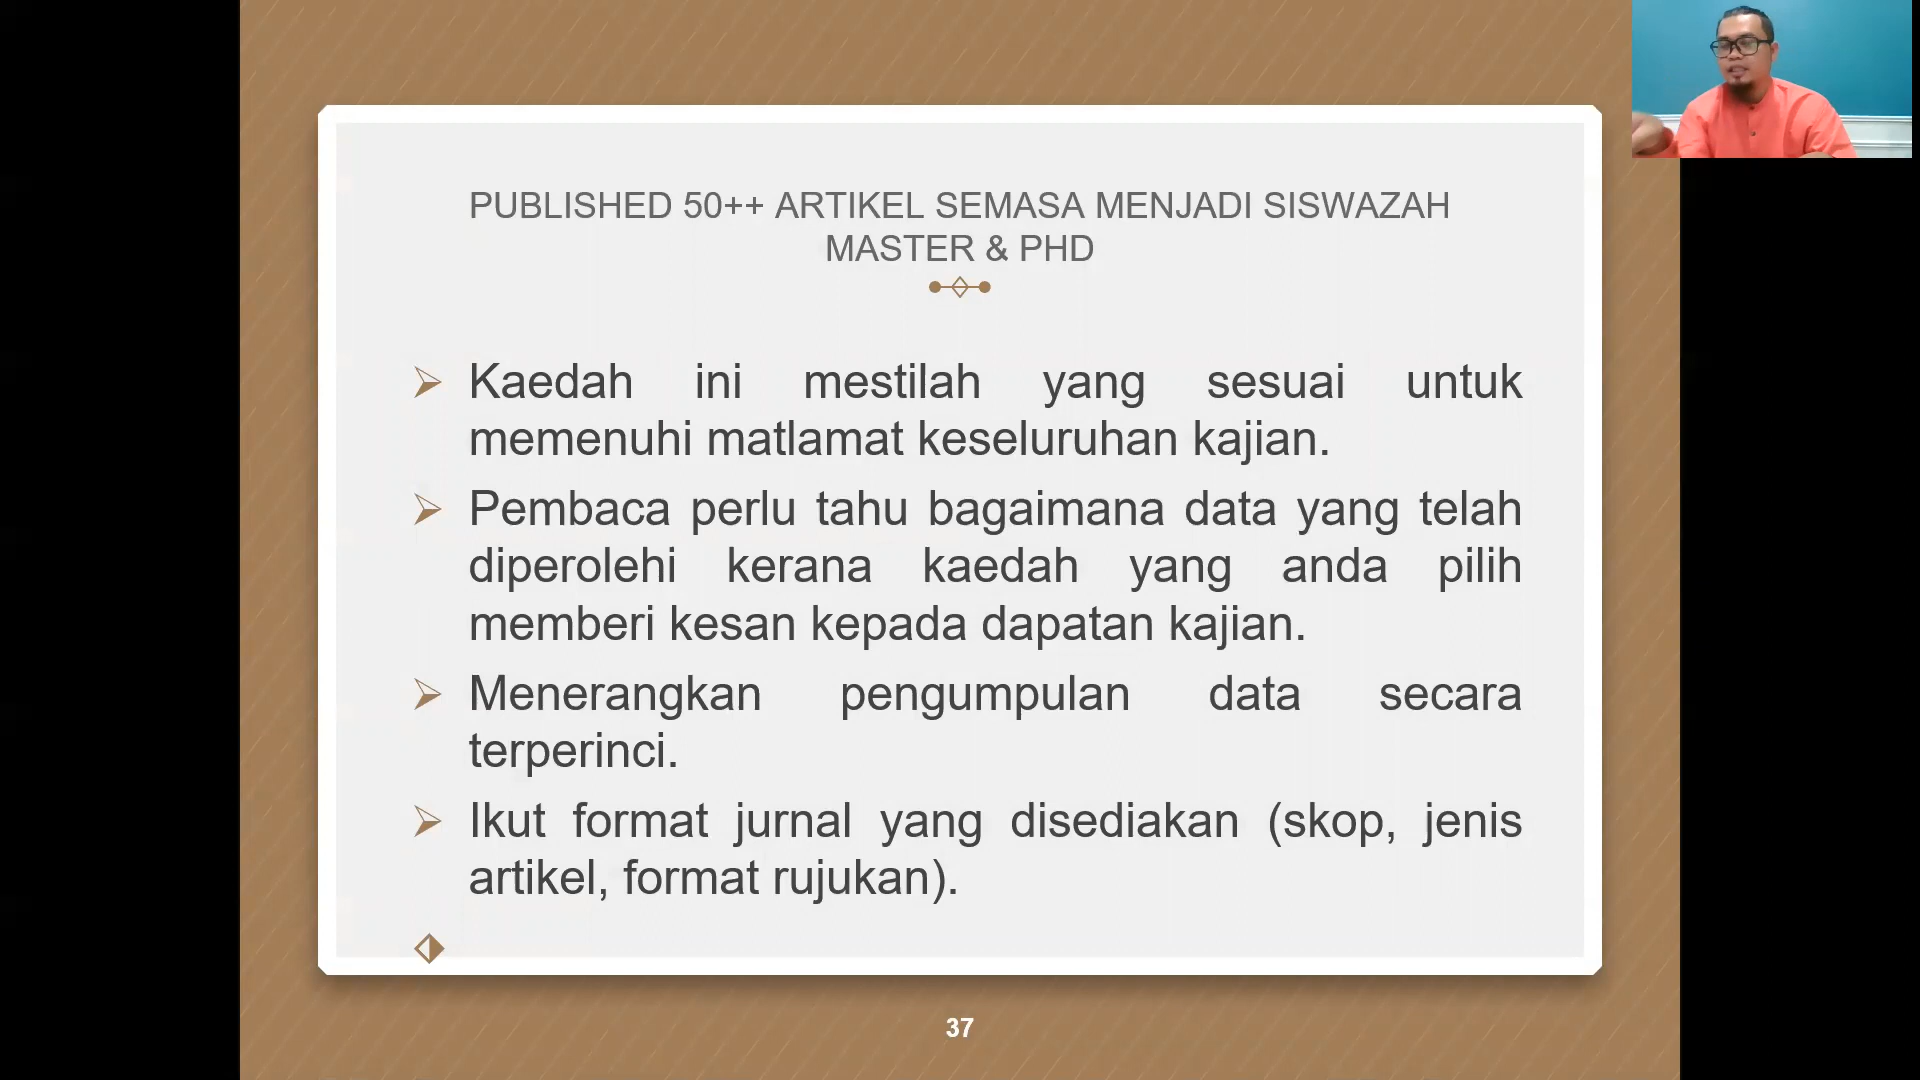 PUBLISHED 50++ ARTIKEL SEMASA MENJADI SISWAZAH
MASTER & PHD
Kaedah ini mestilah yang sesuai untuk
memenuhi matlamat keseluruhan kajian.
Pembaca perlu tahu bagaimana data yang telah
diperolehi kerana kaedah yang anda pilih
memberi kesan kepada dapatan kajian.
Menerangkan pengumpulan data secara
terperinci.
Ikut format jurnal yang disediakan (skop, jenis
artikel, format rujukan).
37